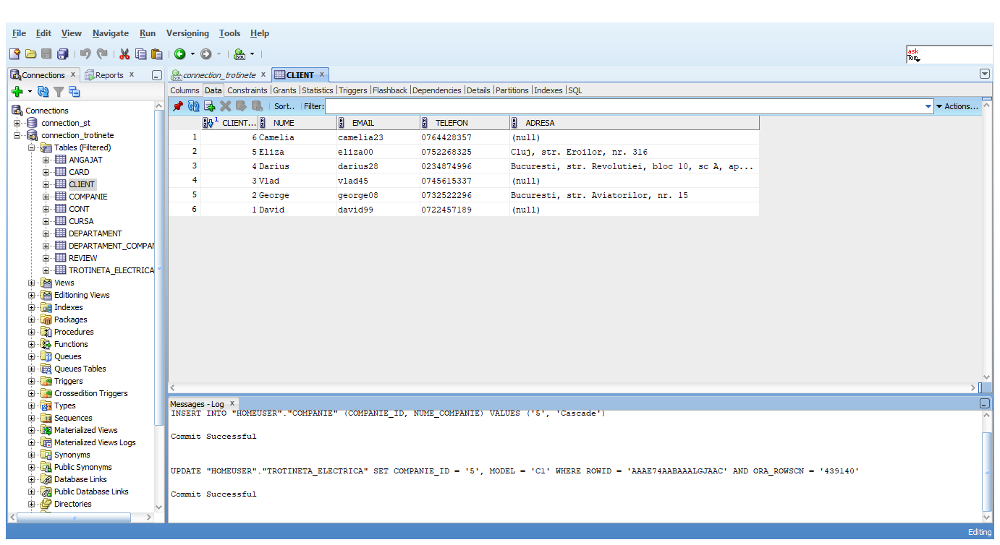 File Edit View Navigate Run Versioning Tools Help
ask
Tom
Connections x Reports x
connection_trotinete x CLIENT x
Columns Data Constraints Grants Statistics Triggers Flashback Dependencies Details Partitions Indexes SQL
Sort.. Filter: Actions...
Connections
connection_st
connection_trotinete
Tables (Filtered)
ANGAJAT
CARD
CLIENT
COMPANIE
CONT
CURSA
DEPARTAMENT
DEPARTAMENT_COMPAN
REVIEW
TROTINETA_ELECTRICA
Views
Editioning Views
Indexes
Packages
Procedures
Functions
Queues
Queues Tables
Triggers
Crossedition Triggers
Types
Sequences
Materialized Views
Materialized Views Logs
Synonyms
Public Synonyms
Database Links
Public Database Links
Directories
1 CLIENT... NUME EMAIL TELEFON ADRESA
1 6 Camelia camelia23 0764428357 (null)
2 5 Eliza eliza00 0752268325 Cluj, str. Eroilor, nr. 316
3 4 Darius darius28 0234874996 Bucuresti, str. Revolutiei, bloc 10, sc A, ap...
4 3 Vlad vlad45 0745615337 (null)
5 2 George george08 0732522296 Bucuresti, str. Aviatorilor, nr. 15
6 1 David david99 0722457189 (null)
Messages - Log x
INSERT INTO "HOMEUSER"."COMPANIE" (COMPANIE_ID, NUME_COMPANIE) VALUES ('5', 'Cascade')
Commit Successful
UPDATE "HOMEUSER"."TROTINETA_ELECTRICA" SET COMPANIE_ID = '5', MODEL = 'C1' WHERE ROWID = 'AAAE74AABAAALGJAAC' AND ORA_ROWSCN = '439140'
Commit Successful
Editing